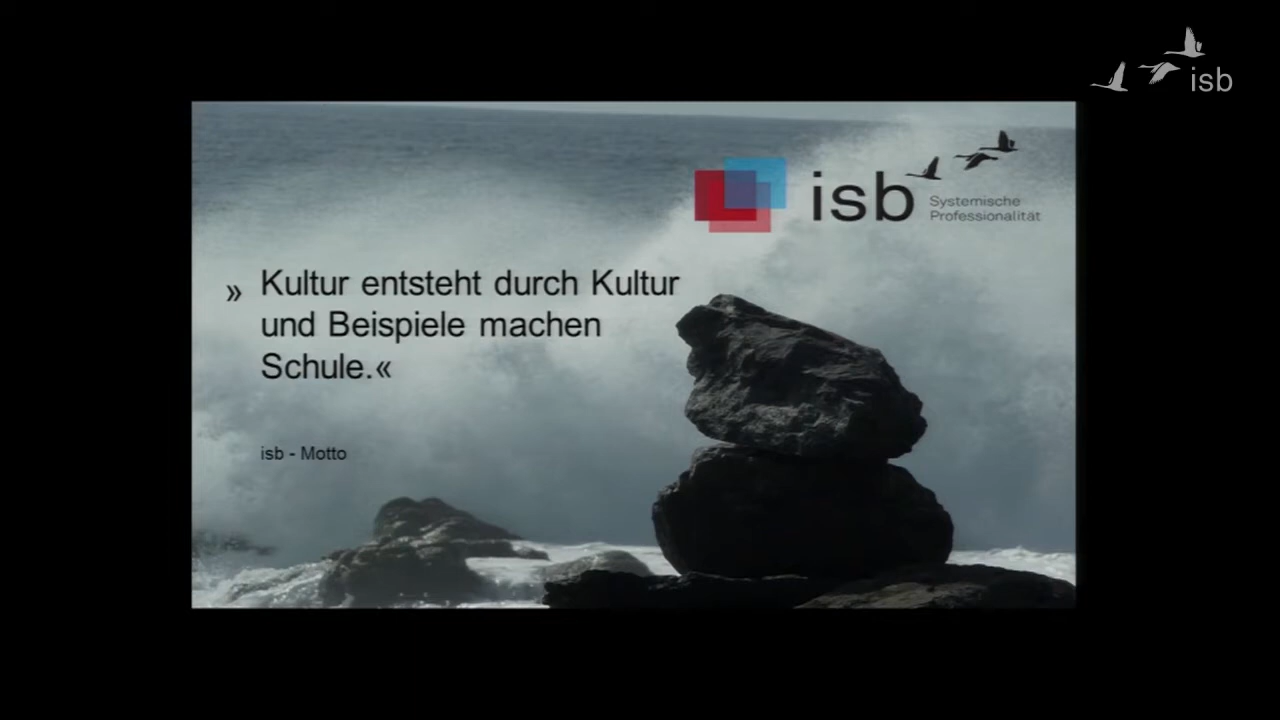 isb
isb
Systemische
Professionalität
» Kultur entsteht durch Kultur
und Beispiele machen
Schule.«
isb - Motto